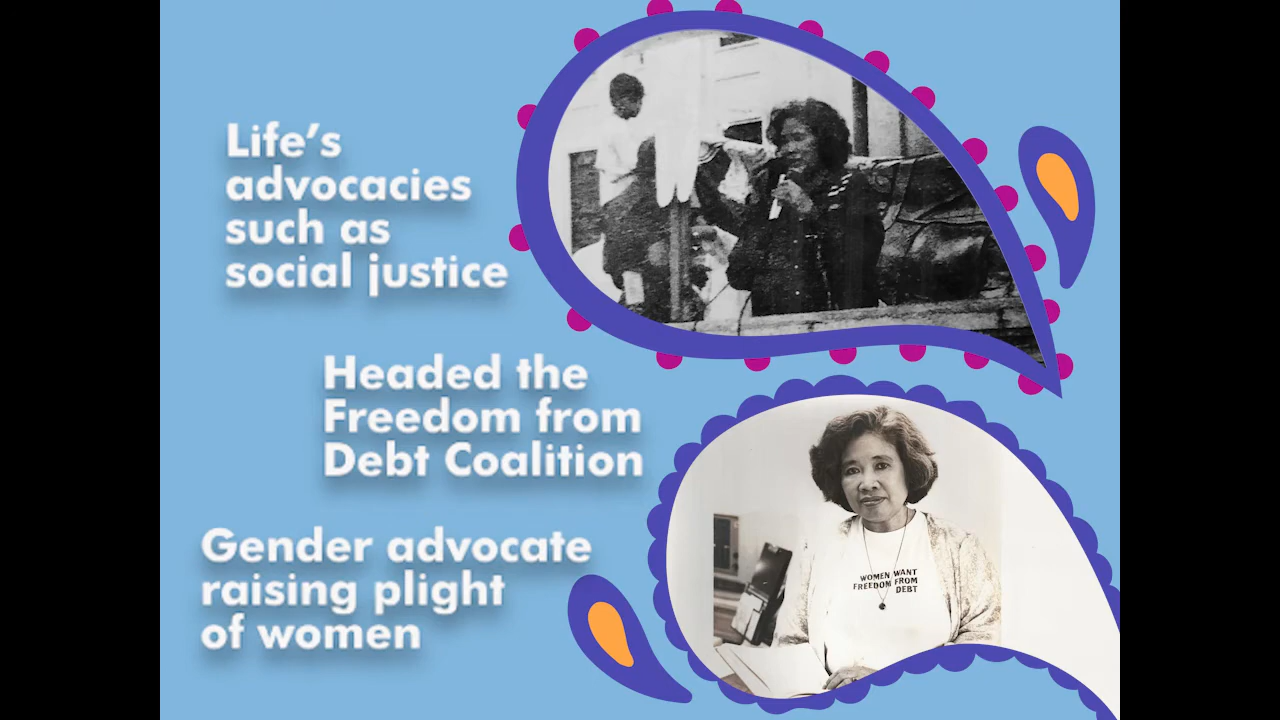 Life's
advocacies
such as
social justice
Headed the
Freedom from
Debt Coalition
Gender advocate
raising plight
of women
WOMEN WANT
FREEDOM FROM
DEBT